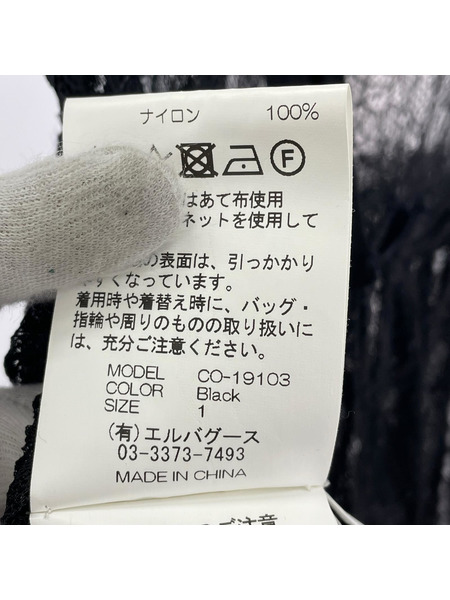 ナイロン 100%
F
はあて布使用
ネットを使用して
の表面は、引っかかり
すくなっています。
着用時や着替え時に、バッグ・
指輪や周りのものの取り扱いに
は、充分ご注意ください。
MODEL CO-19103
COLOR Black
SIZE 1
(有)エルバグース
03-3373-7493
MADE IN CHINA
ご注意